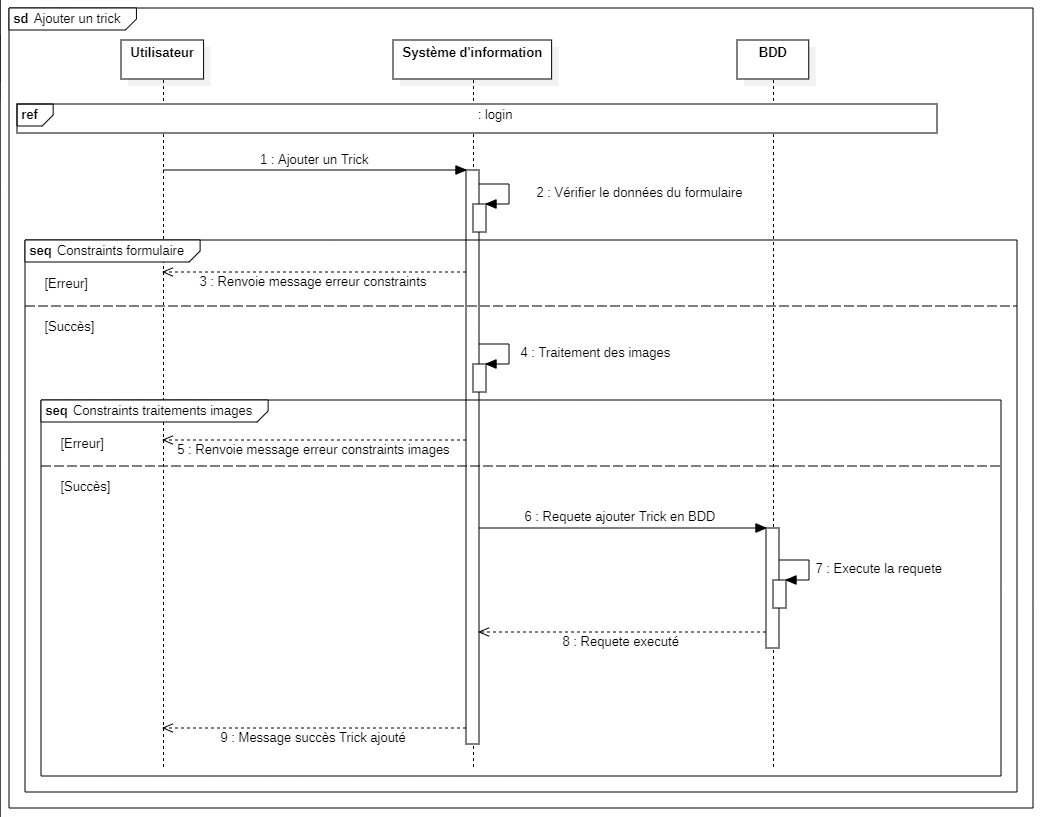 sd Ajouter un trick
Utilisateur
Système d'information
BDD
ref
: login
1 : Ajouter un Trick
2 : Vérifier le données du formulaire
seq Constraints formulaire
[Erreur]
3 : Renvoie message erreur constraints
[Succès]
4 : Traitement des images
seq Constraints traitements images
[Erreur]
5 : Renvoie message erreur constraints images
[Succès]
6 : Requete ajouter Trick en BDD
7 : Execute la requete
8 : Requete executé
9 : Message succès Trick ajouté